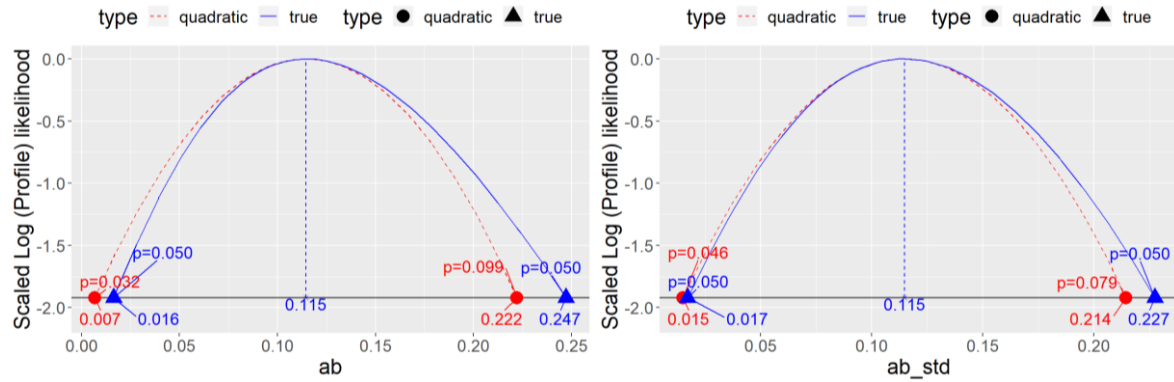 type quadratic true type quadratic true
Scaled Log (Profile) likelihood
0.0
-0.5
-1.0
-1.5
-2.0
p=0.050
p=0.032
p=0.099
p=0.050
0.007
0.016
0.115
0.222
0.247
0.00 0.05 0.10 0.15 0.20 0.25
ab
type quadratic true type quadratic true
Scaled Log (Profile) likelihood
0.0
-0.5
-1.0
-1.5
-2.0
p=0.046
p=0.050
p=0.050
p=0.079
0.015
0.017
0.115
0.214
0.227
0.05 0.10 0.15 0.20
ab_std